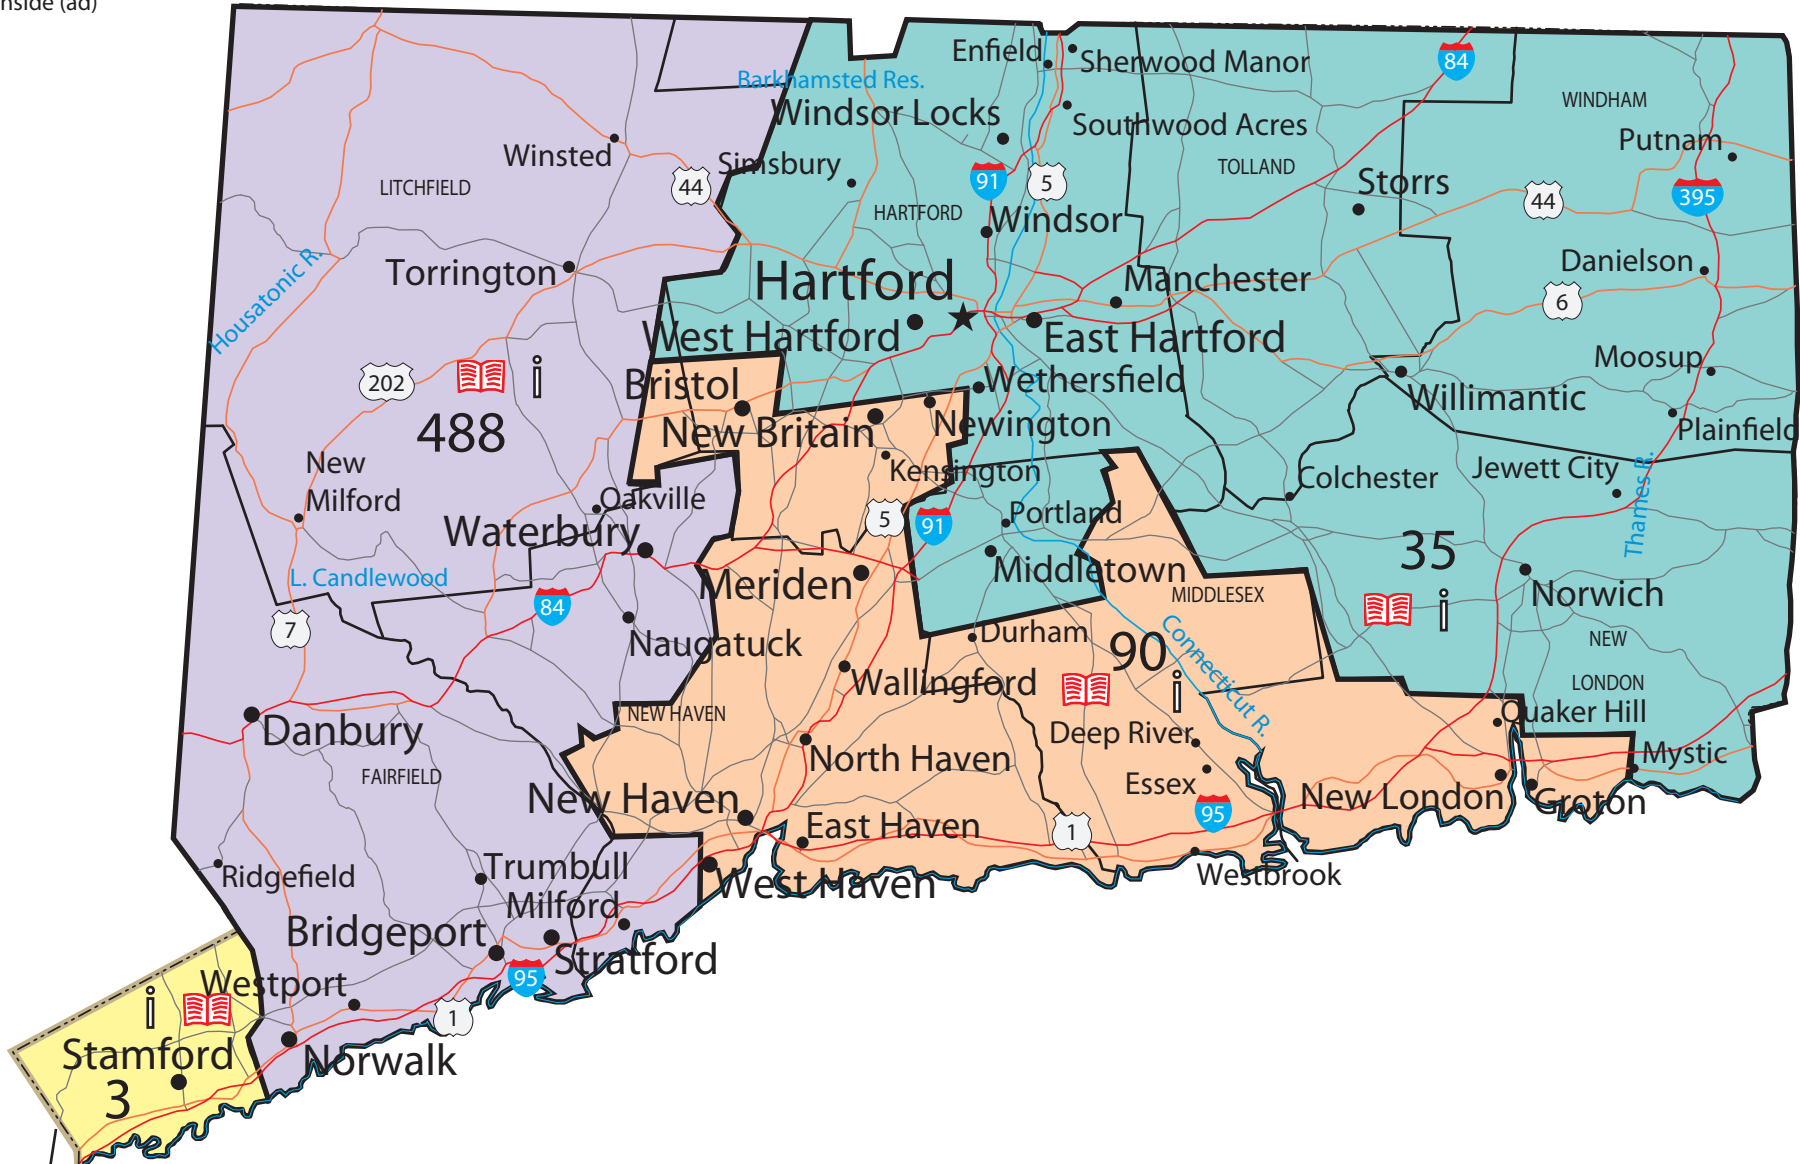 nside (ad)
Enfield
Sherwood Manor
84
Barkhamsted Res.
Windsor Locks
Southwood Acres
WINDHAM
Putnam
Winsted
Simsbury
TOLLAND
LITCHFIELD
44
91
5
Storrs
44
395
HARTFORD
Windsor
Housatonic R.
Torrington
Hartford
Manchester
Danielson
6
West Hartford
East Hartford
Moosup
202
Bristol
Wethersfield
Willimantic
488
New Britain
Newington
Plainfield
New
Milford
Kensington
Colchester
Jewett City
Thames R.
Oakville
5
91
Portland
Waterbury
35
L. Candlewood
Meriden
Middletown
Norwich
84
MIDDLESEX
7
Naugatuck
Durham
90
Connecticut R.
NEW
LONDON
Wallingford
NEW HAVEN
Quaker Hill
Danbury
Deep River
North Haven
Mystic
FAIRFIELD
Essex
New Haven
95
New London
Groton
East Haven
1
Ridgefield
Trumbull
West Haven
Westbrook
Milford
Bridgeport
Stratford
95
Westport
1
Stamford
Norwalk
3